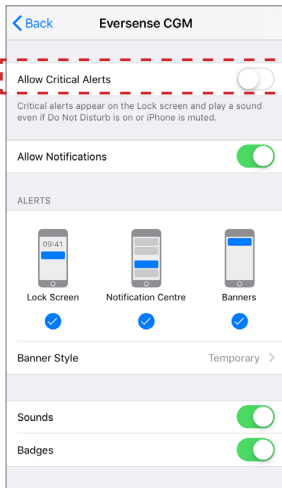 Back Eversense CGM
Allow Critical Alerts
Critical alerts appear on the Lock screen and play a sound
even if Do Not Disturb is on or iPhone is muted.
Allow Notifications
ALERTS
09:41
Lock Screen Notification Centre Banners
Banner Style Temporary
Sounds
Badges